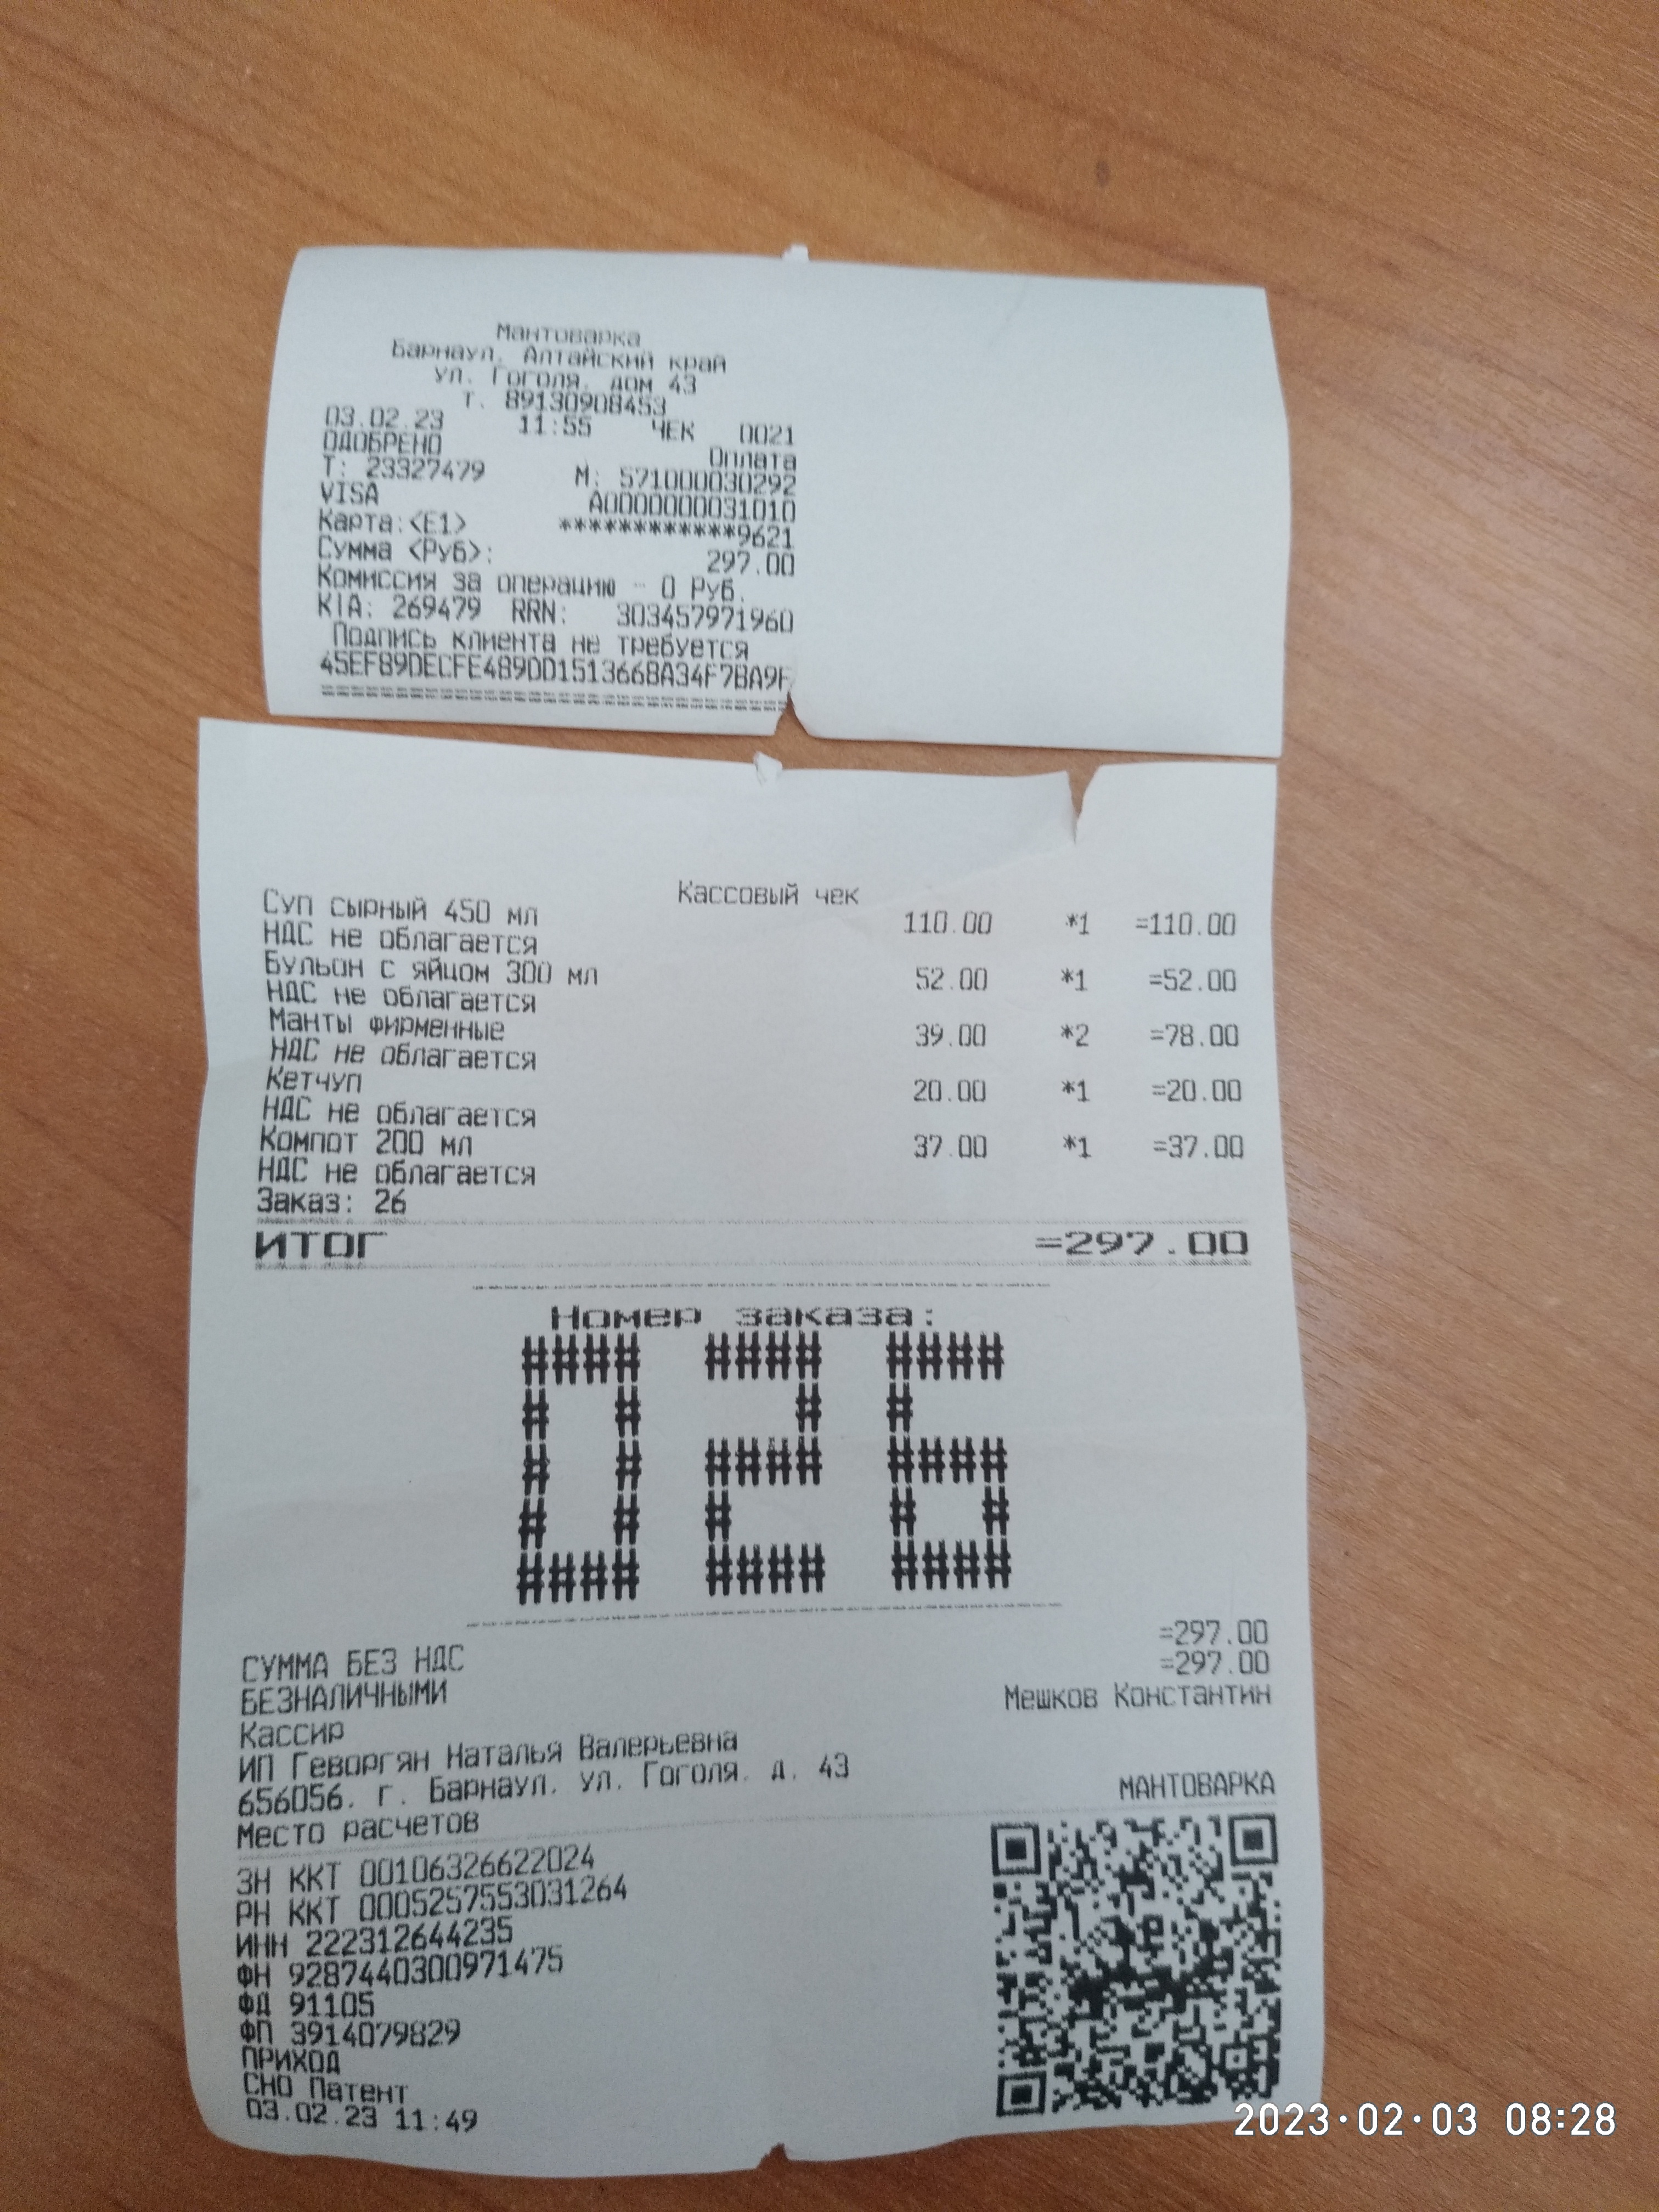 Мантоварка
Барнаул, Алтайский край
ул. Гоголя, дом 43
т. 89130908453
03.02.23 11:55 ЧЕК 0021
ОДОБРЕНО Оплата
Т: 23327479 М: 571000030292
VISA A0000000031010
Карта:<E1> ************9621
Сумма <Руб>: 297.00
Комиссия за операцию - 0 Руб.
КІА: 269479 RRN: 303457971960
Подпись клиента не требуется
45EF89DECFE489DD1513668A34F7BA9F
================================
Кассовый чек
Суп сырный 450 мл 110.00 *1 =110.00
НДС не облагается
Бульон с яйцом 300 мл 52.00 *1 =52.00
НДС не облагается
Манты фирменные 39.00 *2 =78.00
НДС не облагается
Кетчуп 20.00 *1 =20.00
НДС не облагается
Компот 200 мл 37.00 *1 =37.00
НДС не облагается
Заказ: 26
ИТОГ =297.00
Номер заказа:
026
СУММА БЕЗ НДС =297.00
БЕЗНАЛИЧНЫМИ =297.00
Кассир Мешков Константин
ИП Геворгян Наталья Валерьевна
656056, г. Барнаул, ул. Гоголя, д. 43
Место расчетов МАНТОВАРКА
ЗН ККТ 00106326622024
РН ККТ 0005257553031264
ИНН 222312644235
ФН 9287440300971475
ФД 91105
ФП 3914079829
ПРИХОД
СНО Патент
03.02.23 11:49
2023·02·03 08:28